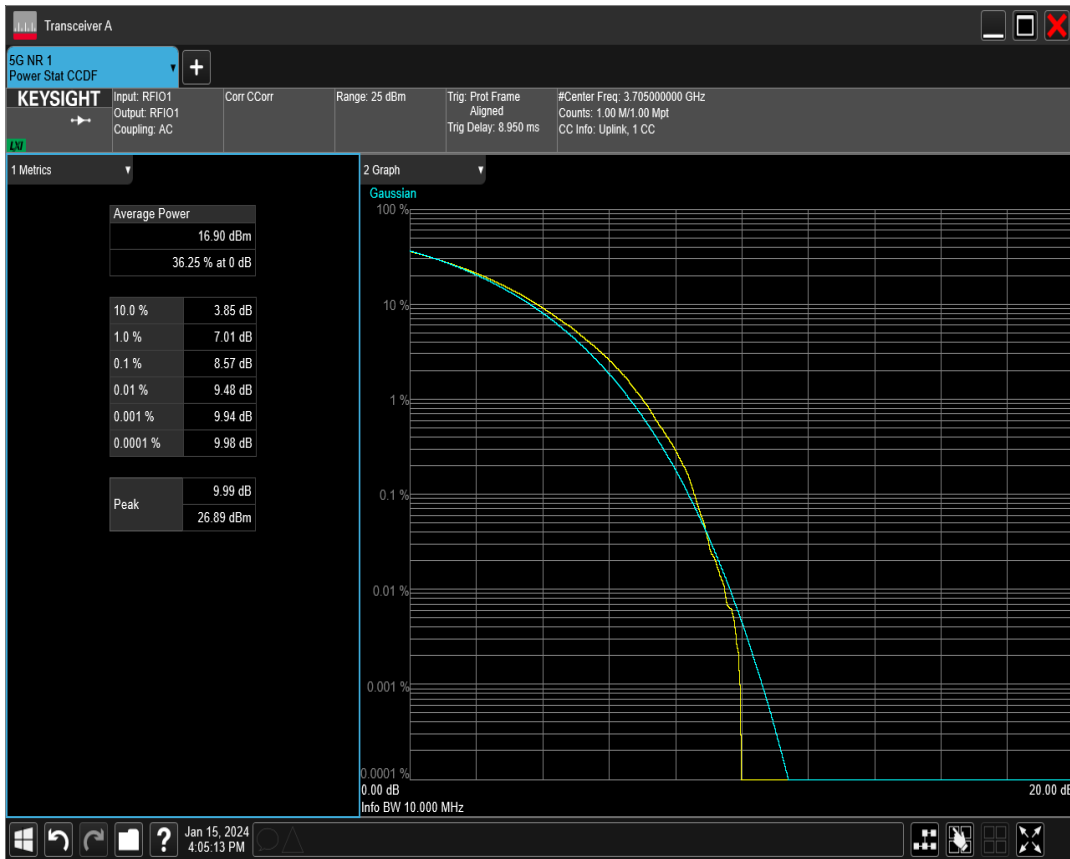 Transceiver A
5G NR 1
Power Stat CCDF
+
KEYSIGHT
LXI
Input: RFIO1
Output: RFIO1
Coupling: AC
Corr CCorr
Range: 25 dBm
Trig: Prot Frame
Aligned
Trig Delay: 8.950 ms
#Center Freq: 3.705000000 GHz
Counts: 1.00 M/1.00 Mpt
CC Info: Uplink, 1 CC
1 Metrics
Average Power
16.90 dBm
36.25 % at 0 dB
10.0 % 3.85 dB
1.0 % 7.01 dB
0.1 % 8.57 dB
0.01 % 9.48 dB
0.001 % 9.94 dB
0.0001 % 9.98 dB
Peak 9.99 dB
26.89 dBm
2 Graph
Gaussian
100 %
10 %
1 %
0.1 %
0.01 %
0.001 %
0.0001 %
0.00 dB 20.00 dB
Info BW 10.000 MHz
?
Jan 15, 2024
4:05:13 PM